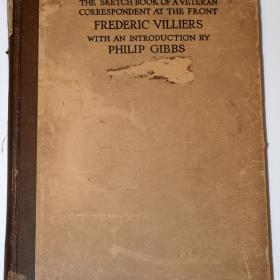 THE SKETCH BOOK OF A VETERAN
CORRESPONDENT AT THE FRONT
FREDERIC VILLIERS
WITH AN INTRODUCTION BY
PHILIP GIBBS